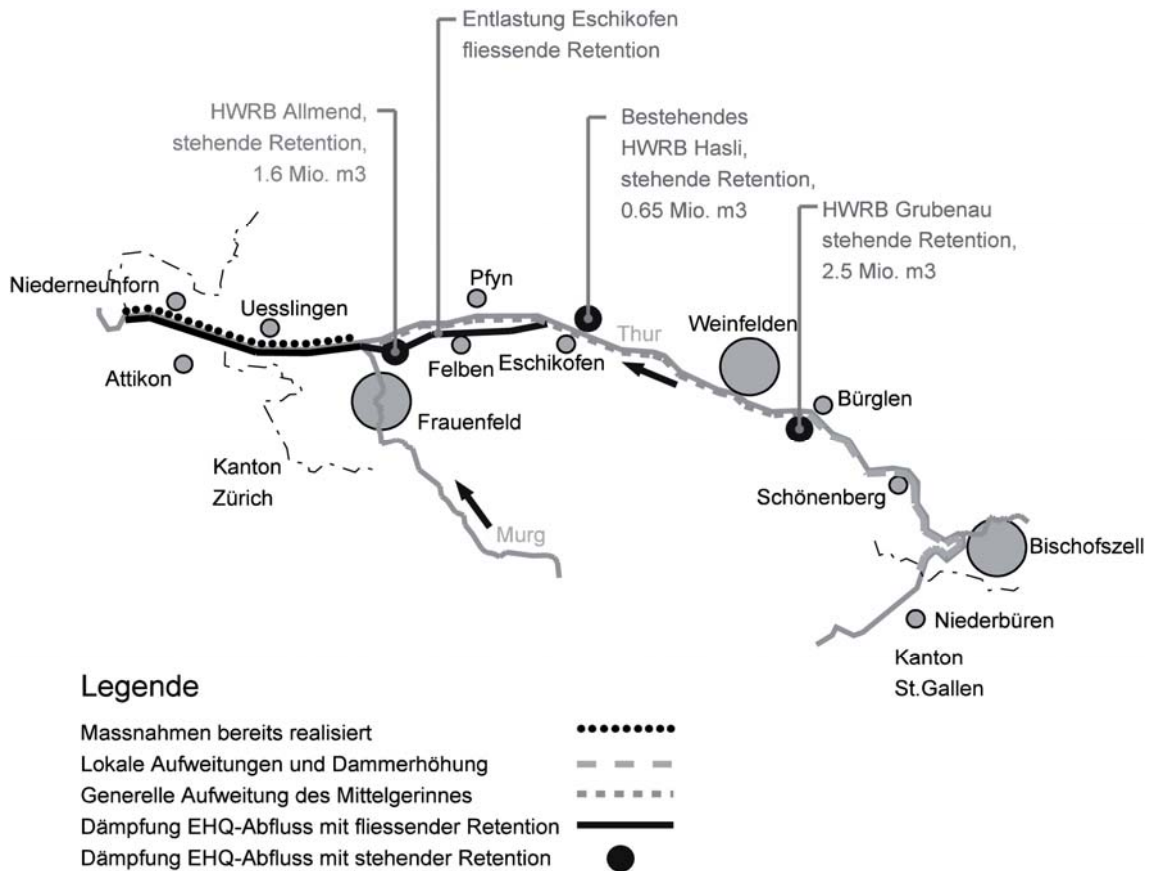 Entlastung Eschikofen
fliessende Retention
HWRB Allmend,
stehende Retention,
1.6 Mio. m3
Bestehendes
HWRB Hasli,
stehende Retention,
0.65 Mio. m3
HWRB Grubenau
stehende Retention,
2.5 Mio. m3
Niederneunforn
Uesslingen
Pfyn
Thur
Weinfelden
Attikon
Felben
Eschikofen
Bürglen
Frauenfeld
Kanton
Zürich
Schönenberg
Murg
Bischofszell
Niederbüren
Kanton
St.Gallen
Legende
Massnahmen bereits realisiert
Lokale Aufweitungen und Dammerhöhung
Generelle Aufweitung des Mittelgerinnes
Dämpfung EHQ-Abfluss mit fliessender Retention
Dämpfung EHQ-Abfluss mit stehender Retention